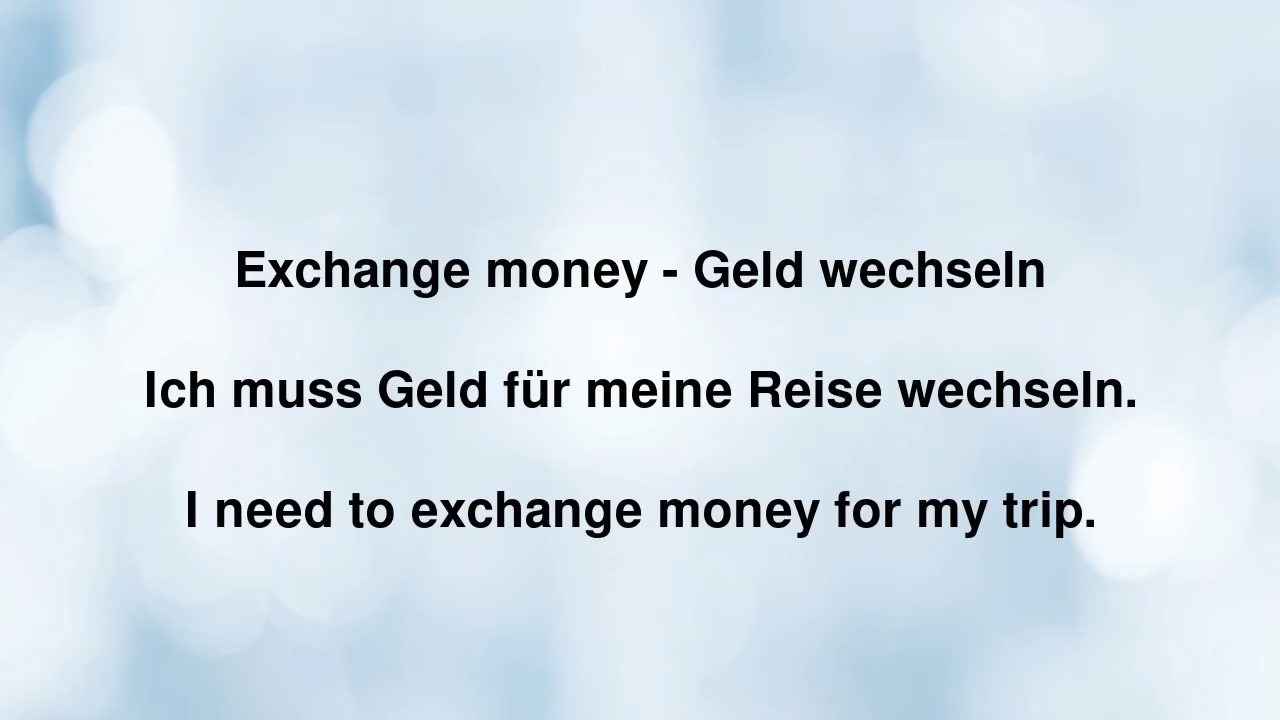 Exchange money - Geld wechseln
Ich muss Geld für meine Reise wechseln.
I need to exchange money for my trip.